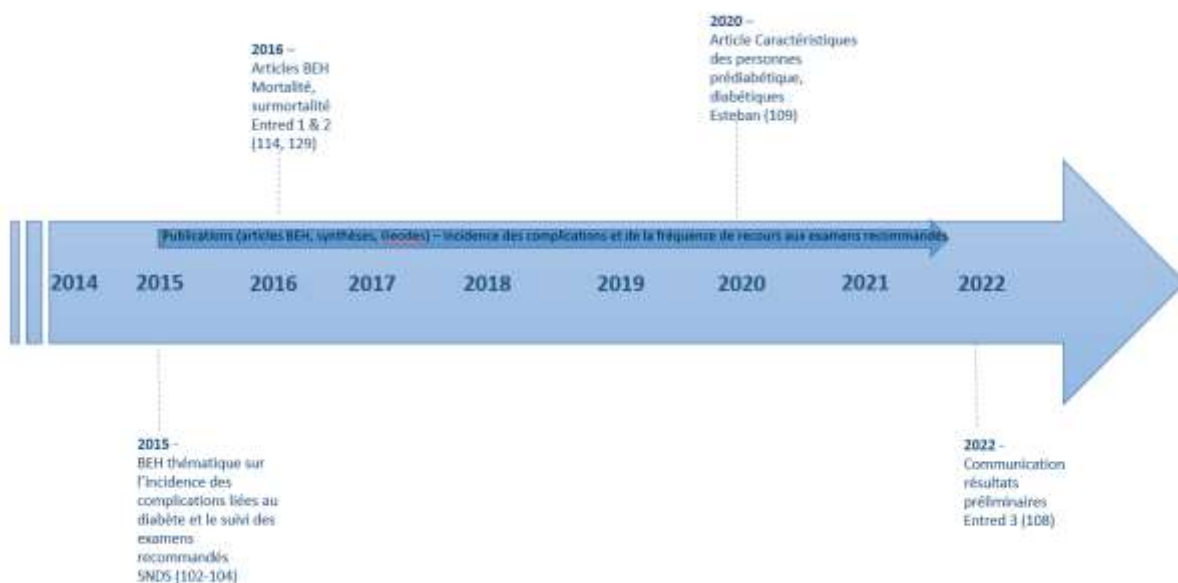 2016 –
Articles BEH
Mortalité,
surmortalité
Entred 1 & 2
(114, 129)
2020 –
Article Caractéristiques
des personnes
prédiabétique,
diabétiques
Esteban (109)
Publications (articles BEH, synthèses, Geodes) – Incidence des complications et de la fréquence de recours aux examens recommandés
2014 2015 2016 2017 2018 2019 2020 2021 2022
2015 -
BEH thématique sur
l'incidence des
complications liées au
diabète et le suivi des
examens
recommandés
SNDS (102-104)
2022 -
Communication
résultats
préliminaires
Entred 3 (108)